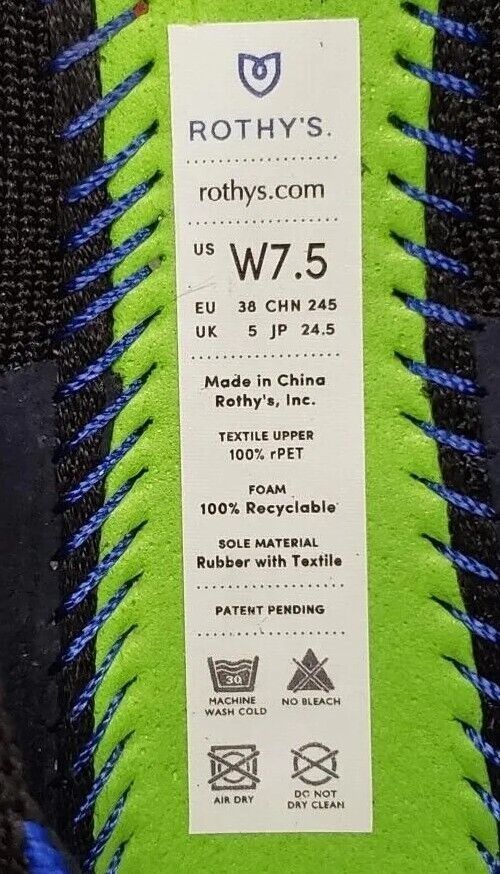 ROTHY'S.
rothys.com
US W7.5
EU 38 CHN 245
UK 5 JP 24.5
Made in China
Rothy's, Inc.
TEXTILE UPPER
100% rPET
FOAM
100% Recyclable
SOLE MATERIAL
Rubber with Textile
PATENT PENDING
30
MACHINE
WASH COLD
NO BLEACH
AIR DRY
DO NOT
DRY CLEAN